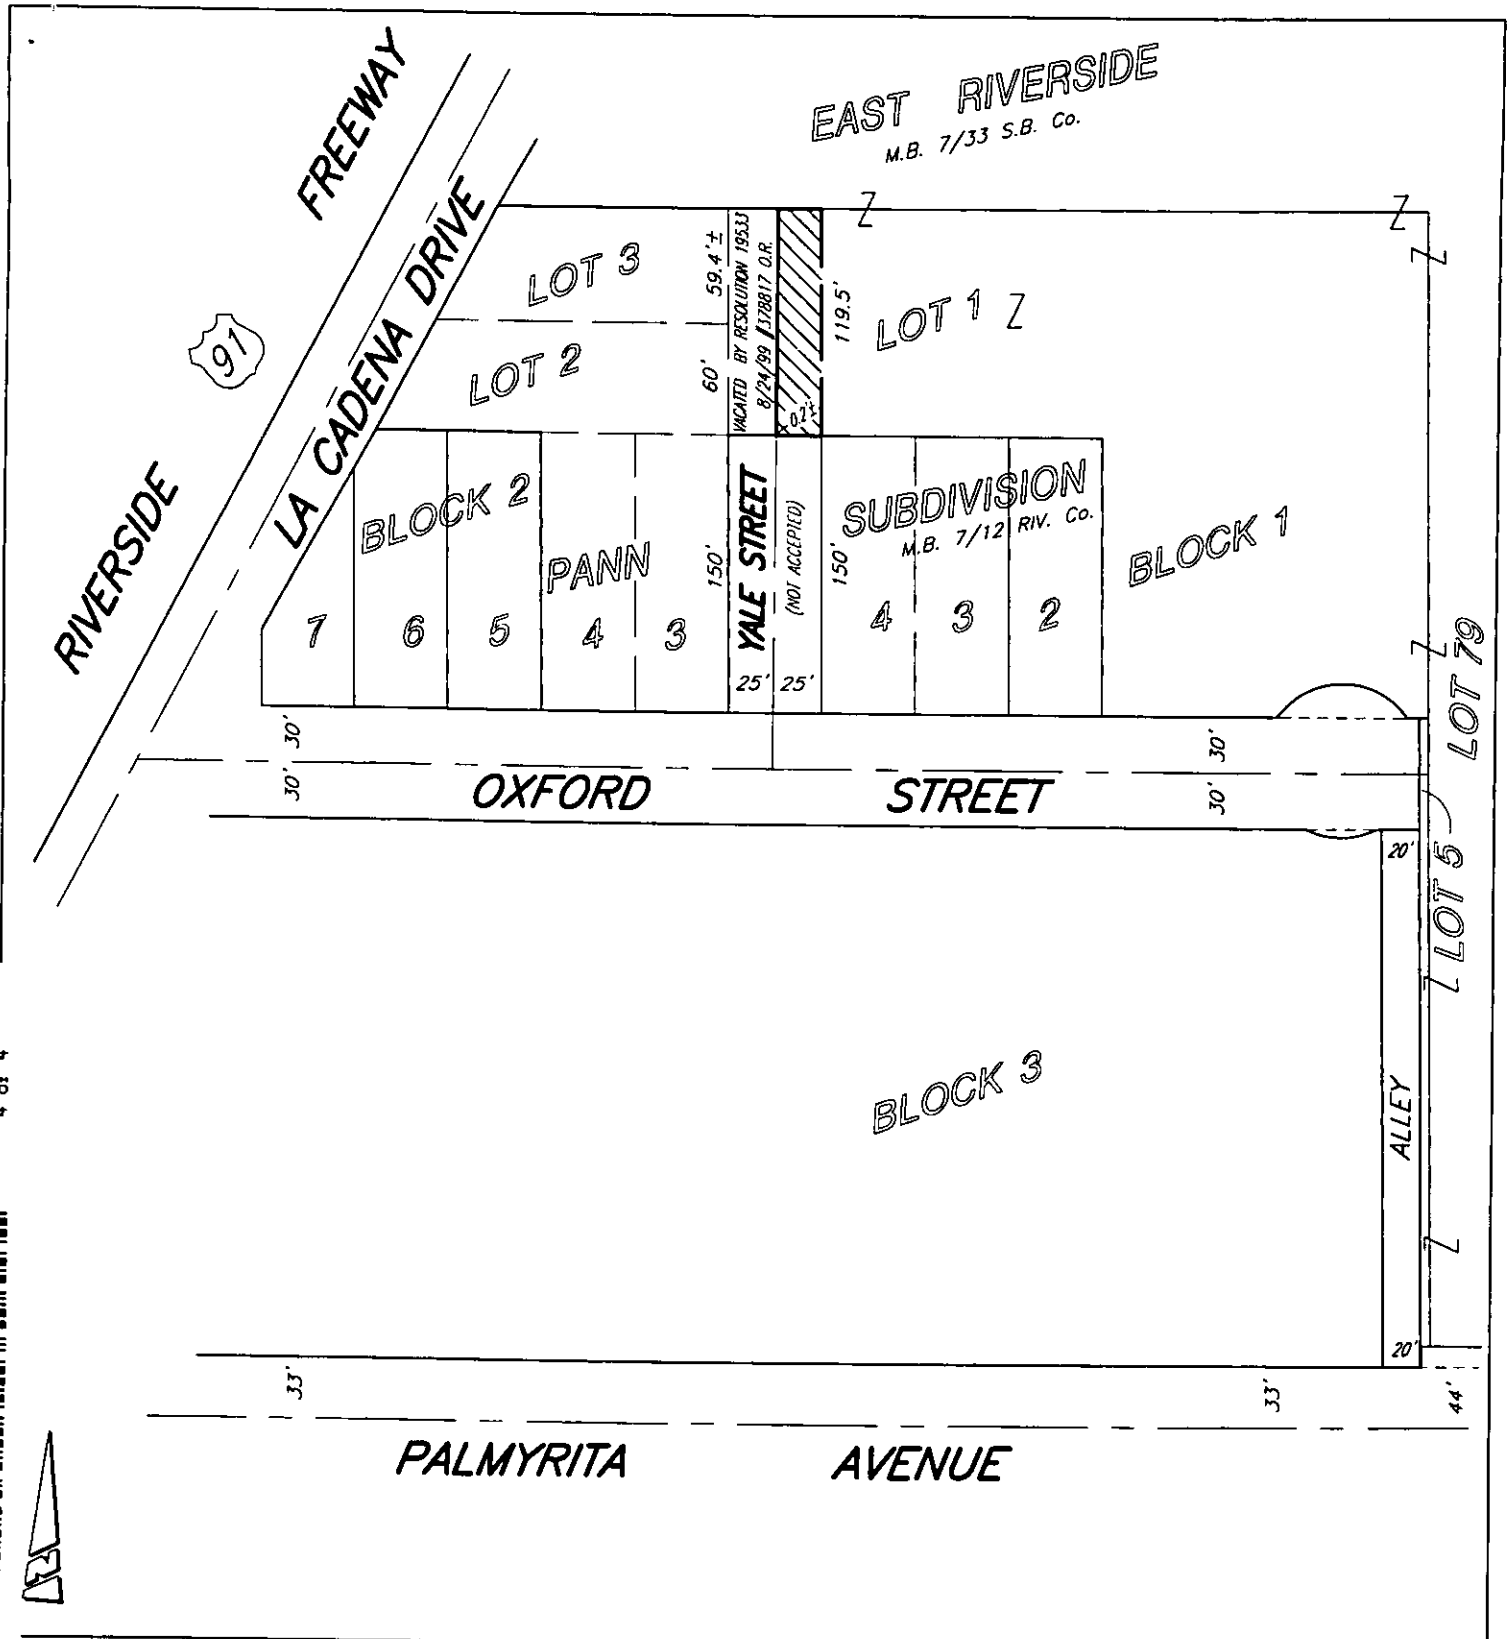 EAST RIVERSIDE
M.B. 7/33 S.B. Co.
FREEWAY
RIVERSIDE
91
LA CADENA DRIVE
LOT 3
59.4'±
VACATED BY RESOLUTION 19533
8/24/99 /378817 O.R.
119.5'
LOT 1
LOT 2
60'
0.2'±
BLOCK 2
PANN
SUBDIVISION
M.B. 7/12 RIV. Co.
BLOCK 1
150'
YALE STREET
(NOT ACCEPTED)
150'
7
6
5
4
3
4
3
2
25'
25'
LOT 79
30'
30'
30'
30'
OXFORD STREET
LOT 5
20'
BLOCK 3
ALLEY
20'
33'
33'
44'
PALMYRITA AVENUE
4 of 4